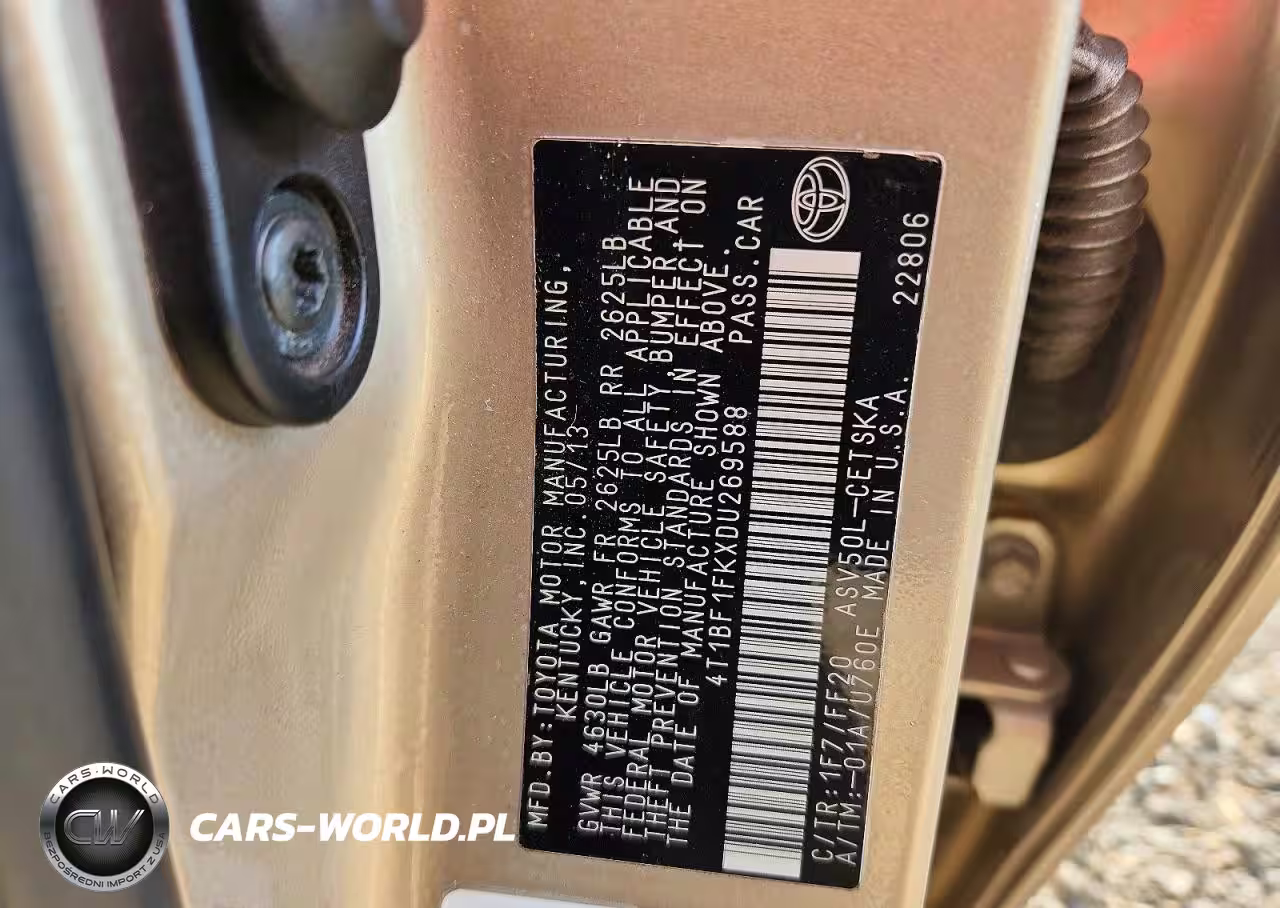 MFD.BY:TOYOTA MOTOR MANUFACTURING,
KENTUCKY,INC.05/13
GVWR 4630LB GAWR FR 2625LB RR 2625LB
THIS VEHICLE CONFORMS TO ALL APPLICABLE
FEDERAL MOTOR VEHICLE SAFETY,BUMPER,AND
THEFT PREVENTION STANDARDS IN EFFECT ON
THE DATE OF MANUFACTURE SHOWN ABOVE.
4T1BF1FKXDU269588 PASS.CAR
C/TR:1F7/FF20 ASV50L-CETSKA
A/TM:-01A/U760E MADE IN U.S.A. 22806
CARS-WORLD
CW
BEZPOŚREDNI IMPORT Z USA
CARS-WORLD.PL